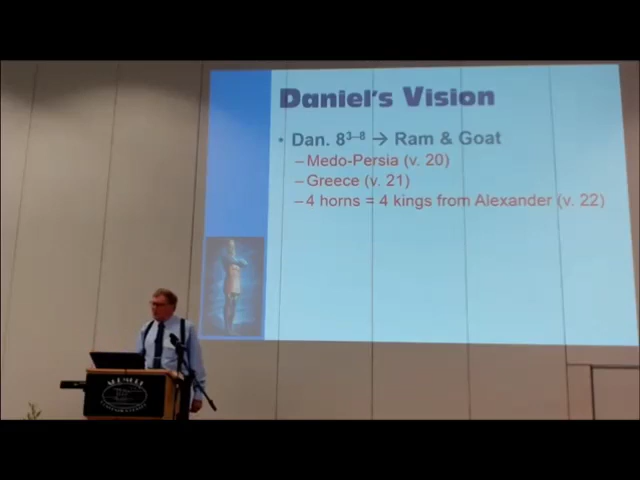 Daniel's Vision
• Dan. 8³⁻⁸ → Ram & Goat
– Medo-Persia (v. 20)
– Greece (v. 21)
– 4 horns = 4 kings from Alexander (v. 22)